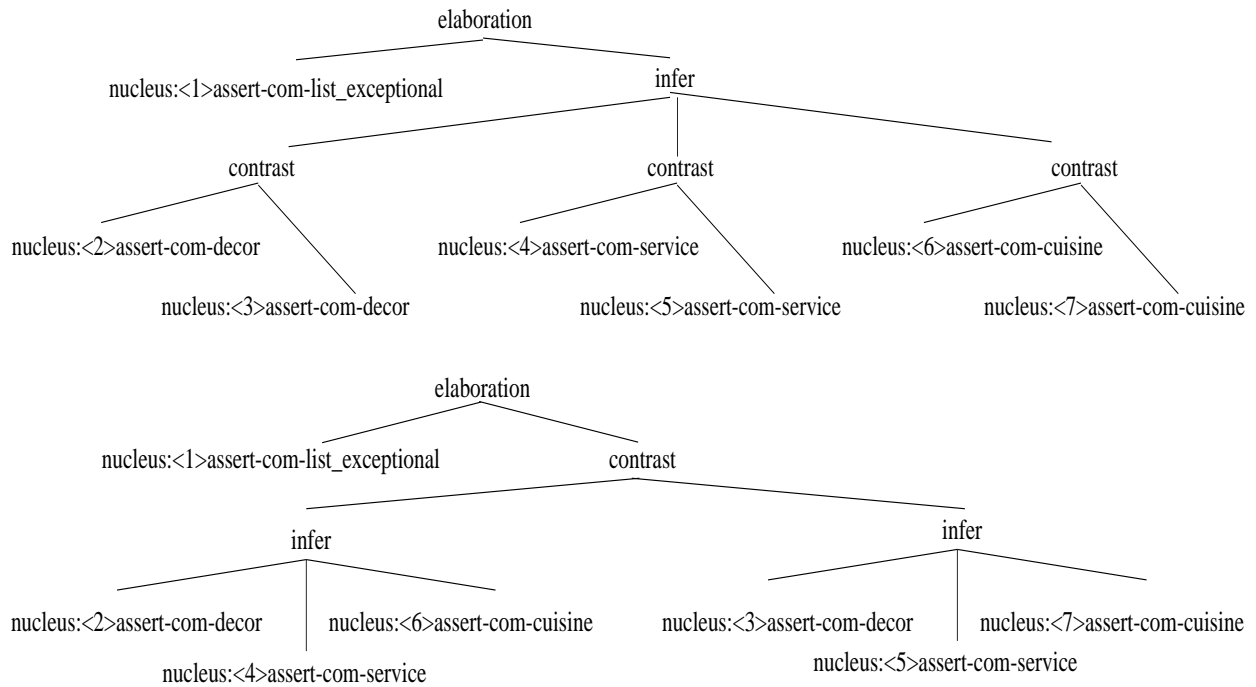 elaboration
nucleus:<1>assert-com-list_exceptional
infer
contrast contrast contrast
nucleus:<2>assert-com-decor nucleus:<4>assert-com-service nucleus:<6>assert-com-cuisine
nucleus:<3>assert-com-decor nucleus:<5>assert-com-service nucleus:<7>assert-com-cuisine
elaboration
nucleus:<1>assert-com-list_exceptional contrast
infer infer
nucleus:<2>assert-com-decor nucleus:<6>assert-com-cuisine nucleus:<3>assert-com-decor nucleus:<7>assert-com-cuisine
nucleus:<4>assert-com-service nucleus:<5>assert-com-service